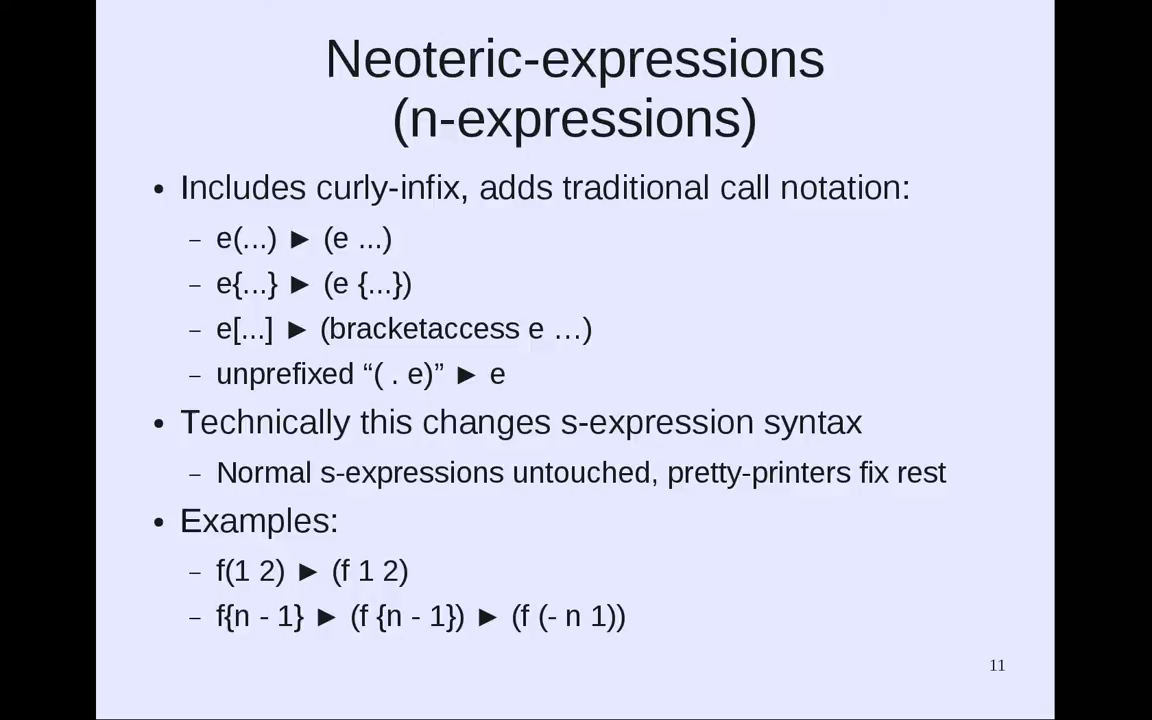 Neoteric-expressions
(n-expressions)
• Includes curly-infix, adds traditional call notation:
– e(...) ► (e ...)
– e{...} ► (e {...})
– e[...] ► (bracketaccess e …)
– unprefixed “( . e)” ► e
• Technically this changes s-expression syntax
– Normal s-expressions untouched, pretty-printers fix rest
• Examples:
– f(1 2) ► (f 1 2)
– f{n - 1} ► (f {n - 1}) ► (f (- n 1))
11